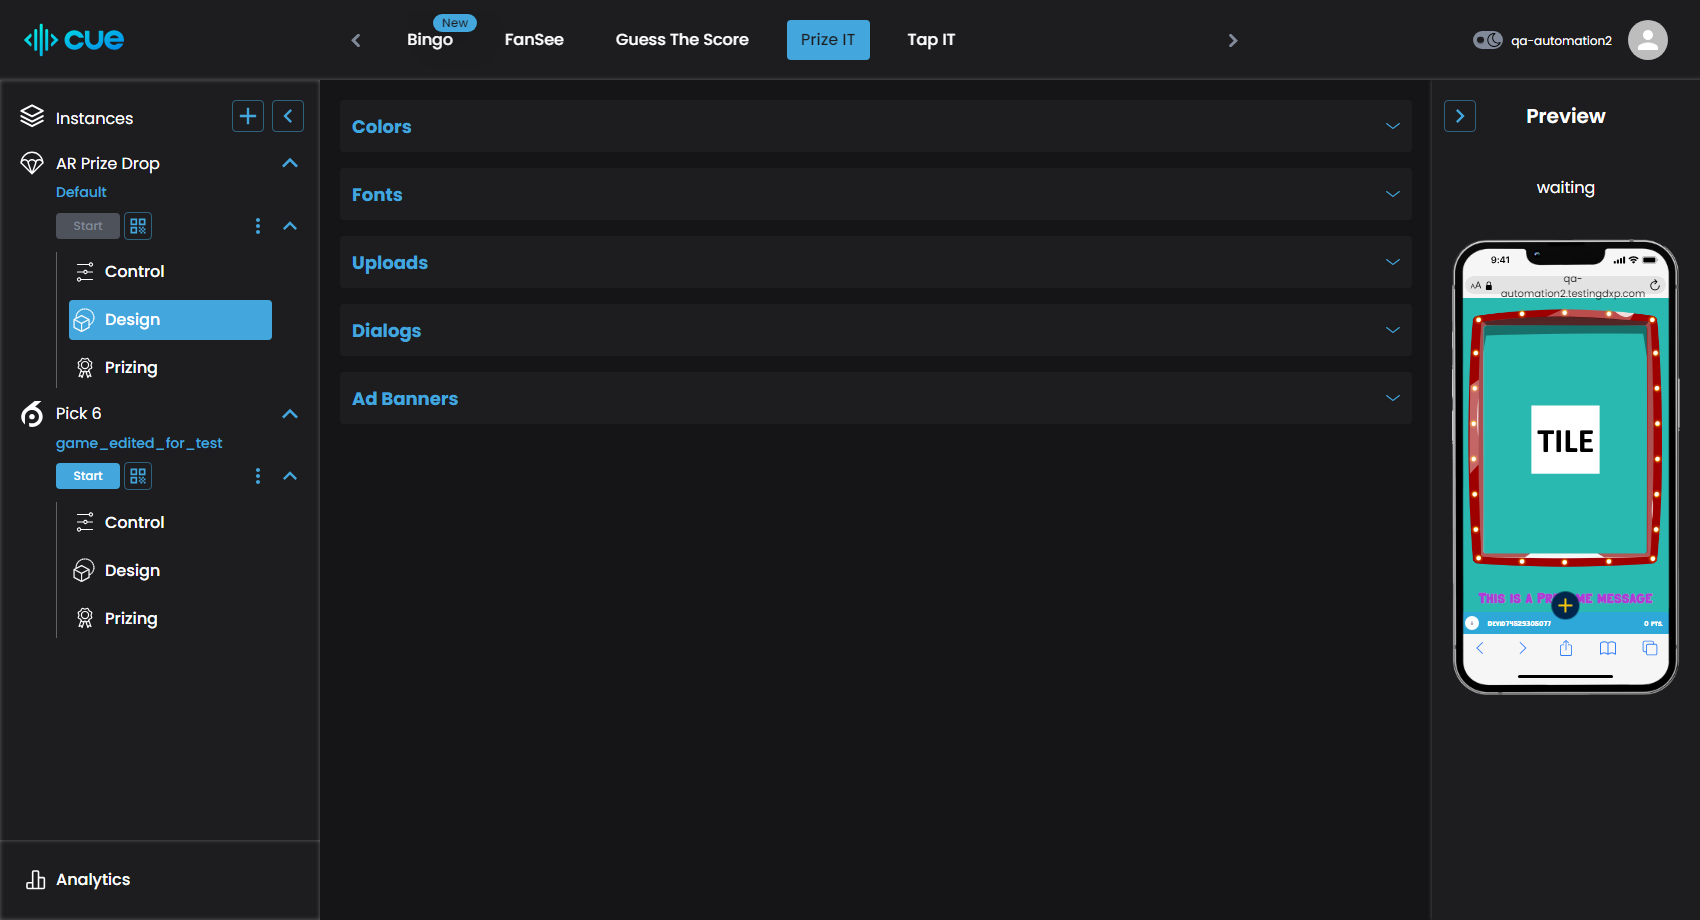 cue
Bingo
New
FanSee
Guess The Score
Prize IT
Tap IT
qa-automation2
Instances
AR Prize Drop
Default
Start
Control
Design
Prizing
Pick 6
game_edited_for_test
Start
Control
Design
Prizing
Analytics
Colors
Fonts
Uploads
Dialogs
Ad Banners
Preview
waiting
9:41
AA
qa-
automation2.testingdxp.com
TILE
THIS IS A PR ME MESSAGE
0 PTS.